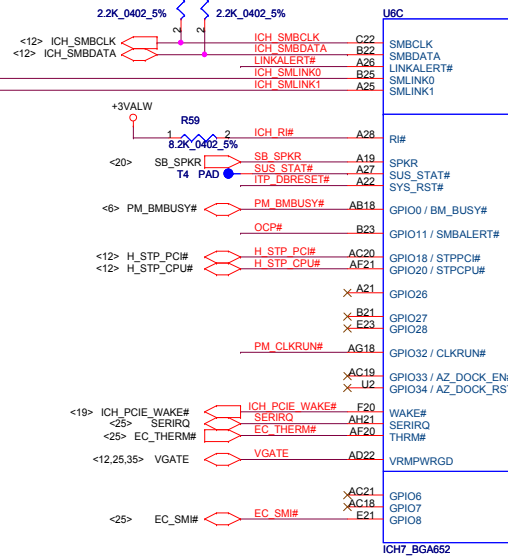 2.2K_0402_5% 2.2K_0402_5% U6C
2 2
<12> ICH_SMBCLK ICH_SMBCLK C22 SMBCLK
<12> ICH_SMBDATA ICH_SMBDATA B22 SMBDATA
LINKALERT# A26 LINKALERT#
ICH_SMLINK0 B25 SMLINK0
ICH_SMLINK1 A25 SMLINK1
+3VALW
R59
1 2 ICH_RI# A28 RI#
8.2K_0402_5%
<20> SB_SPKR SB_SPKR A19 SPKR
T4 PAD SUS_STAT# A27 SUS_STAT#
ITP_DBRESET# A22 SYS_RST#
<6> PM_BMBUSY# PM_BMBUSY# AB18 GPIO0 / BM_BUSY#
OCP# B23 GPIO11 / SMBALERT#
<12> H_STP_PCI# H_STP_PCI# AC20 GPIO18 / STPPCI#
<12> H_STP_CPU# H_STP_CPU# AF21 GPIO20 / STPCPU#
A21 GPIO26
B21 GPIO27
E23 GPIO28
PM_CLKRUN# AG18 GPIO32 / CLKRUN#
AC19 GPIO33 / AZ_DOCK_EN#
U2 GPIO34 / AZ_DOCK_RST
<19> ICH_PCIE_WAKE# ICH_PCIE_WAKE# F20 WAKE#
<25> SERIRQ SERIRQ AH21 SERIRQ
<25> EC_THERM# EC_THERM# AF20 THRM#
<12,25,35> VGATE VGATE AD22 VRMPWRGD
AC21 GPIO6
AC18 GPIO7
<25> EC_SMI# EC_SMI# E21 GPIO8
ICH7_BGA652